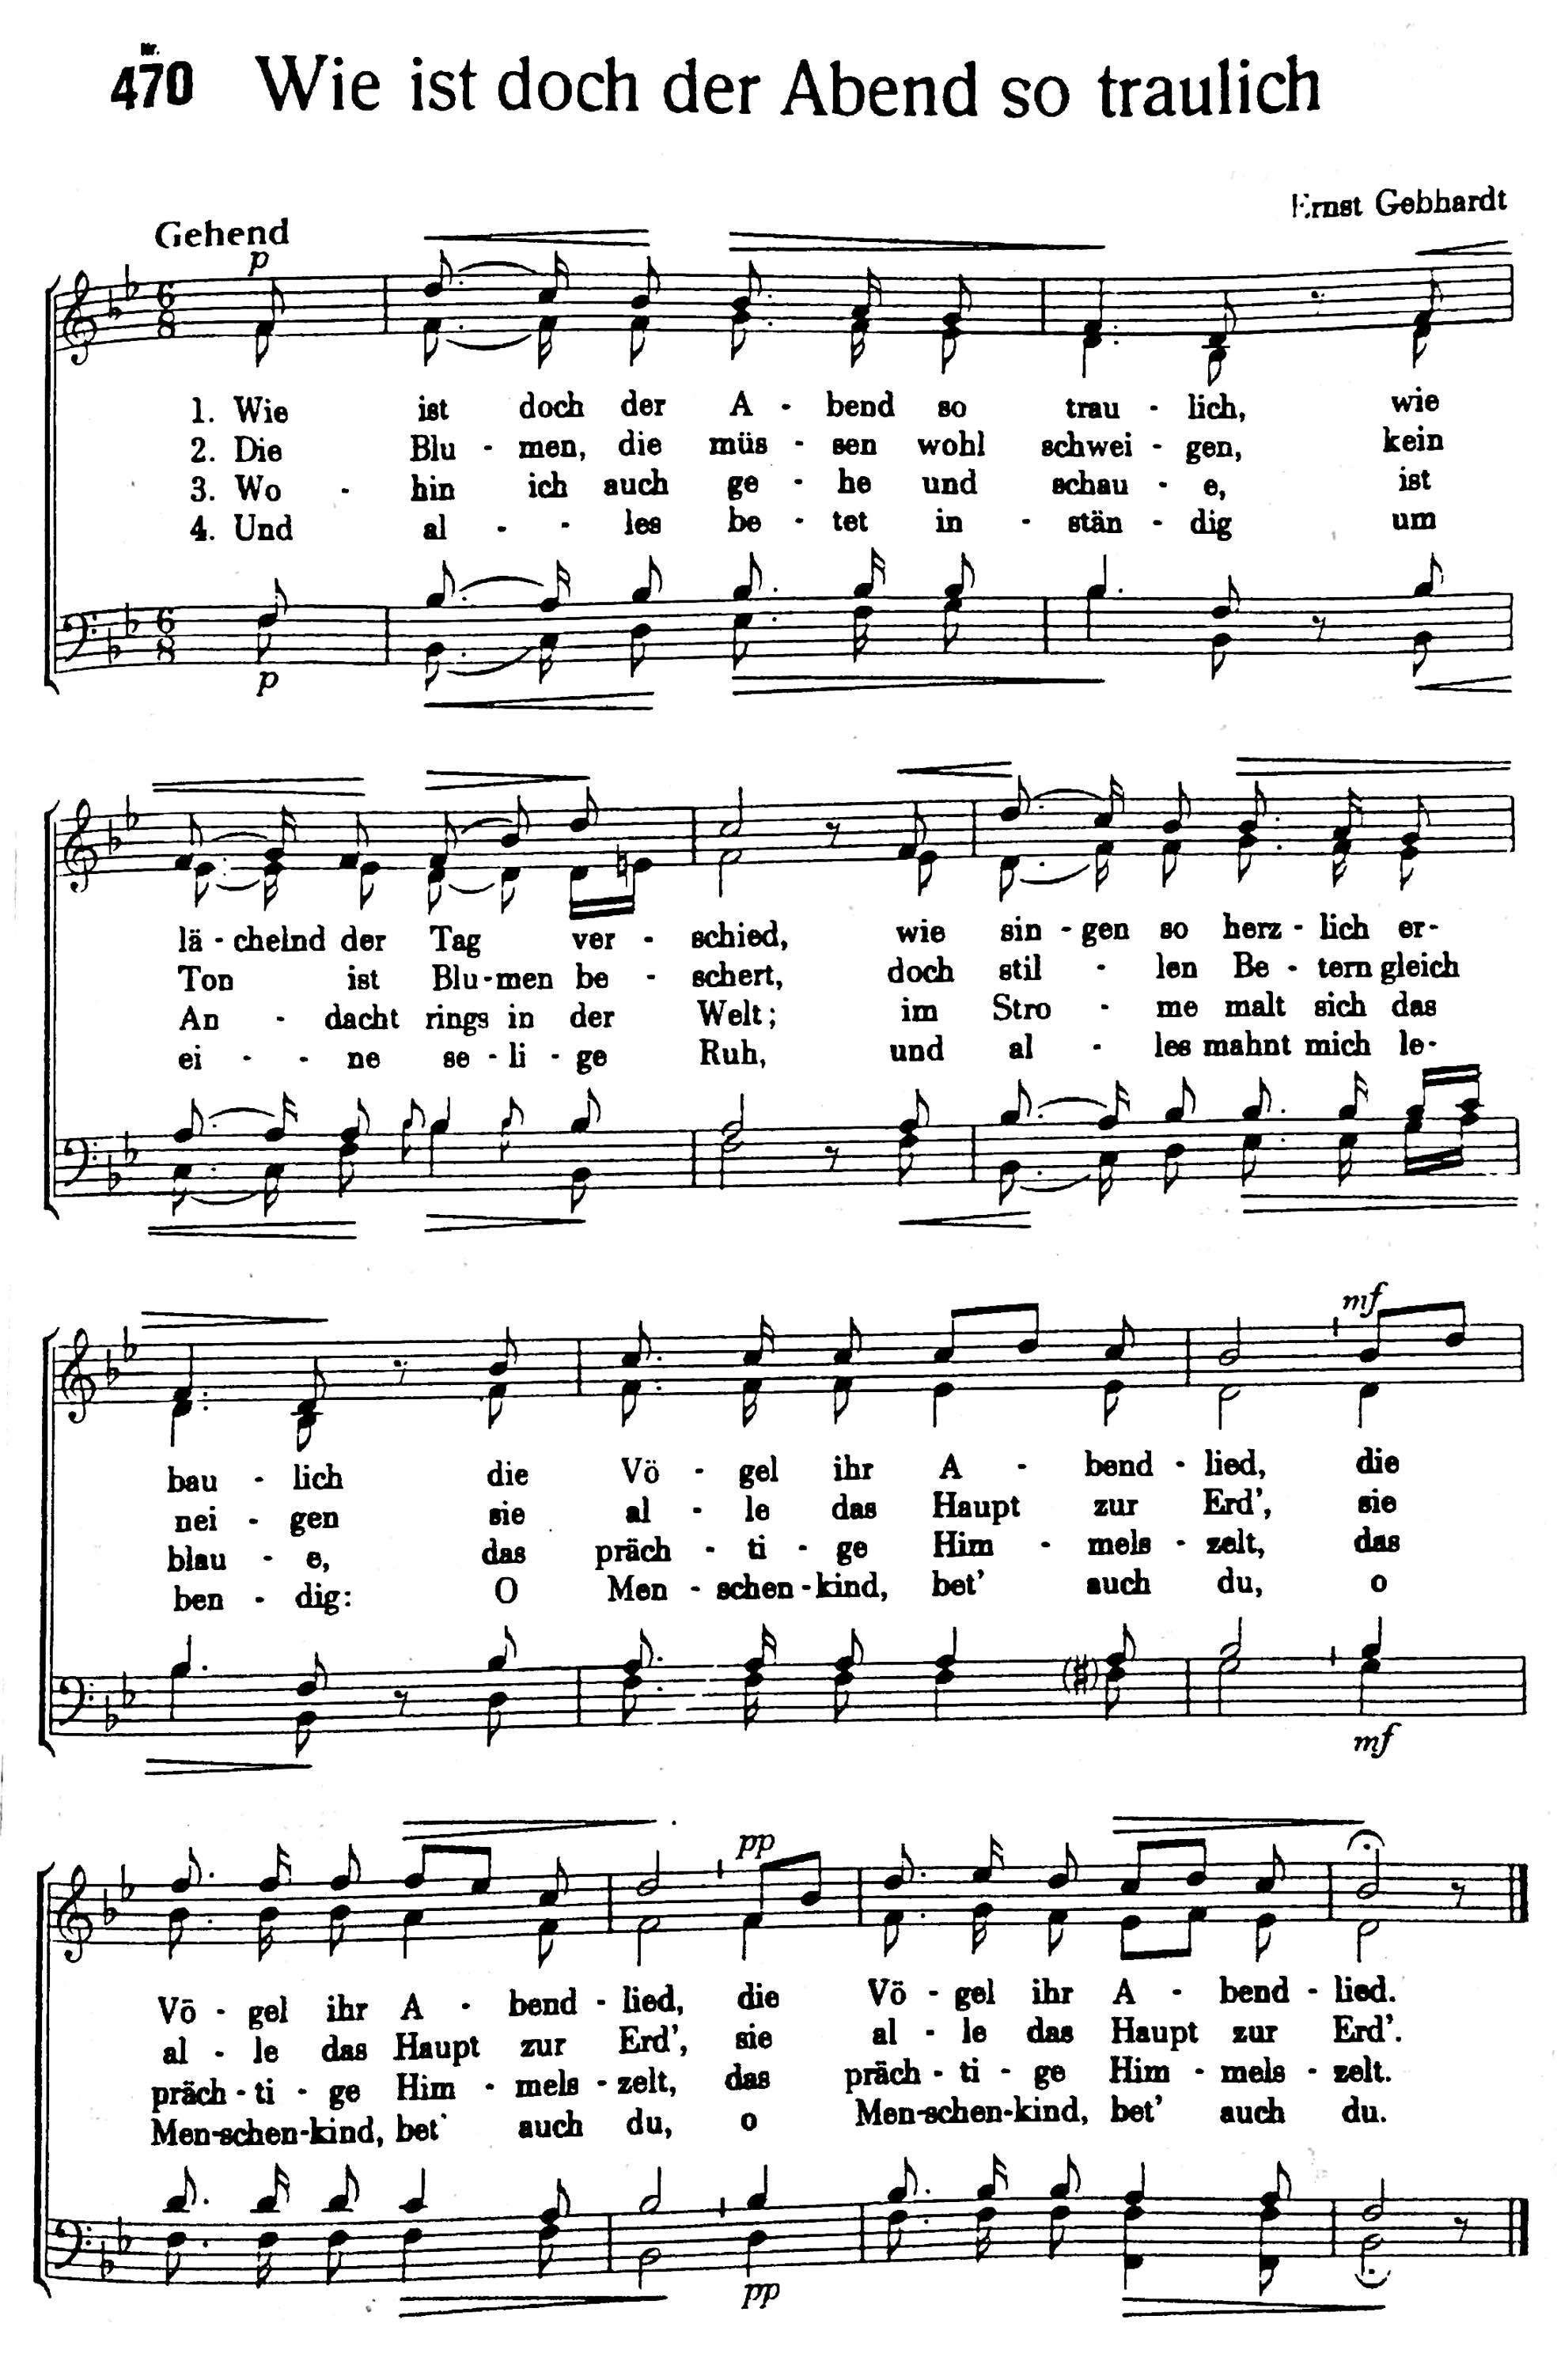 Nr.
470 Wie ist doch der Abend so traulich
Ernst Gebhardt
Gehend
p
1. Wie ist doch der A - bend so trau - lich, wie
2. Die Blu - men, die müs - sen wohl schwei - gen, kein
3. Wo - hin ich auch ge - he und schau - e, ist
4. Und al - - les be - tet in - stän - dig um
p
lä - chelnd der Tag ver - schied, wie sin - gen so herz - lich er-
Ton ist Blu - men be - schert, doch stil - len Be - tern gleich
An - dacht rings in der Welt; im Stro - me malt sich das
ei - - ne se - li - ge Ruh, und al - les mahnt mich le-
mf
bau - lich die Vö - gel ihr A - bend - lied, die
nei - gen sie al - le das Haupt zur Erd', sie
blau - e, das präch - ti - ge Him - mels - zelt, das
ben - dig: O Men - schen - kind, bet' auch du, o
mf
pp
Vö - gel ihr A - bend - lied, die Vö - gel ihr A - bend - lied.
al - le das Haupt zur Erd', sie al - le das Haupt zur Erd'.
präch - ti - ge Him - mels - zelt, das präch - ti - ge Him - mels - zelt.
Men-schen-kind, bet' auch du, o Men-schen-kind, bet' auch du.
pp